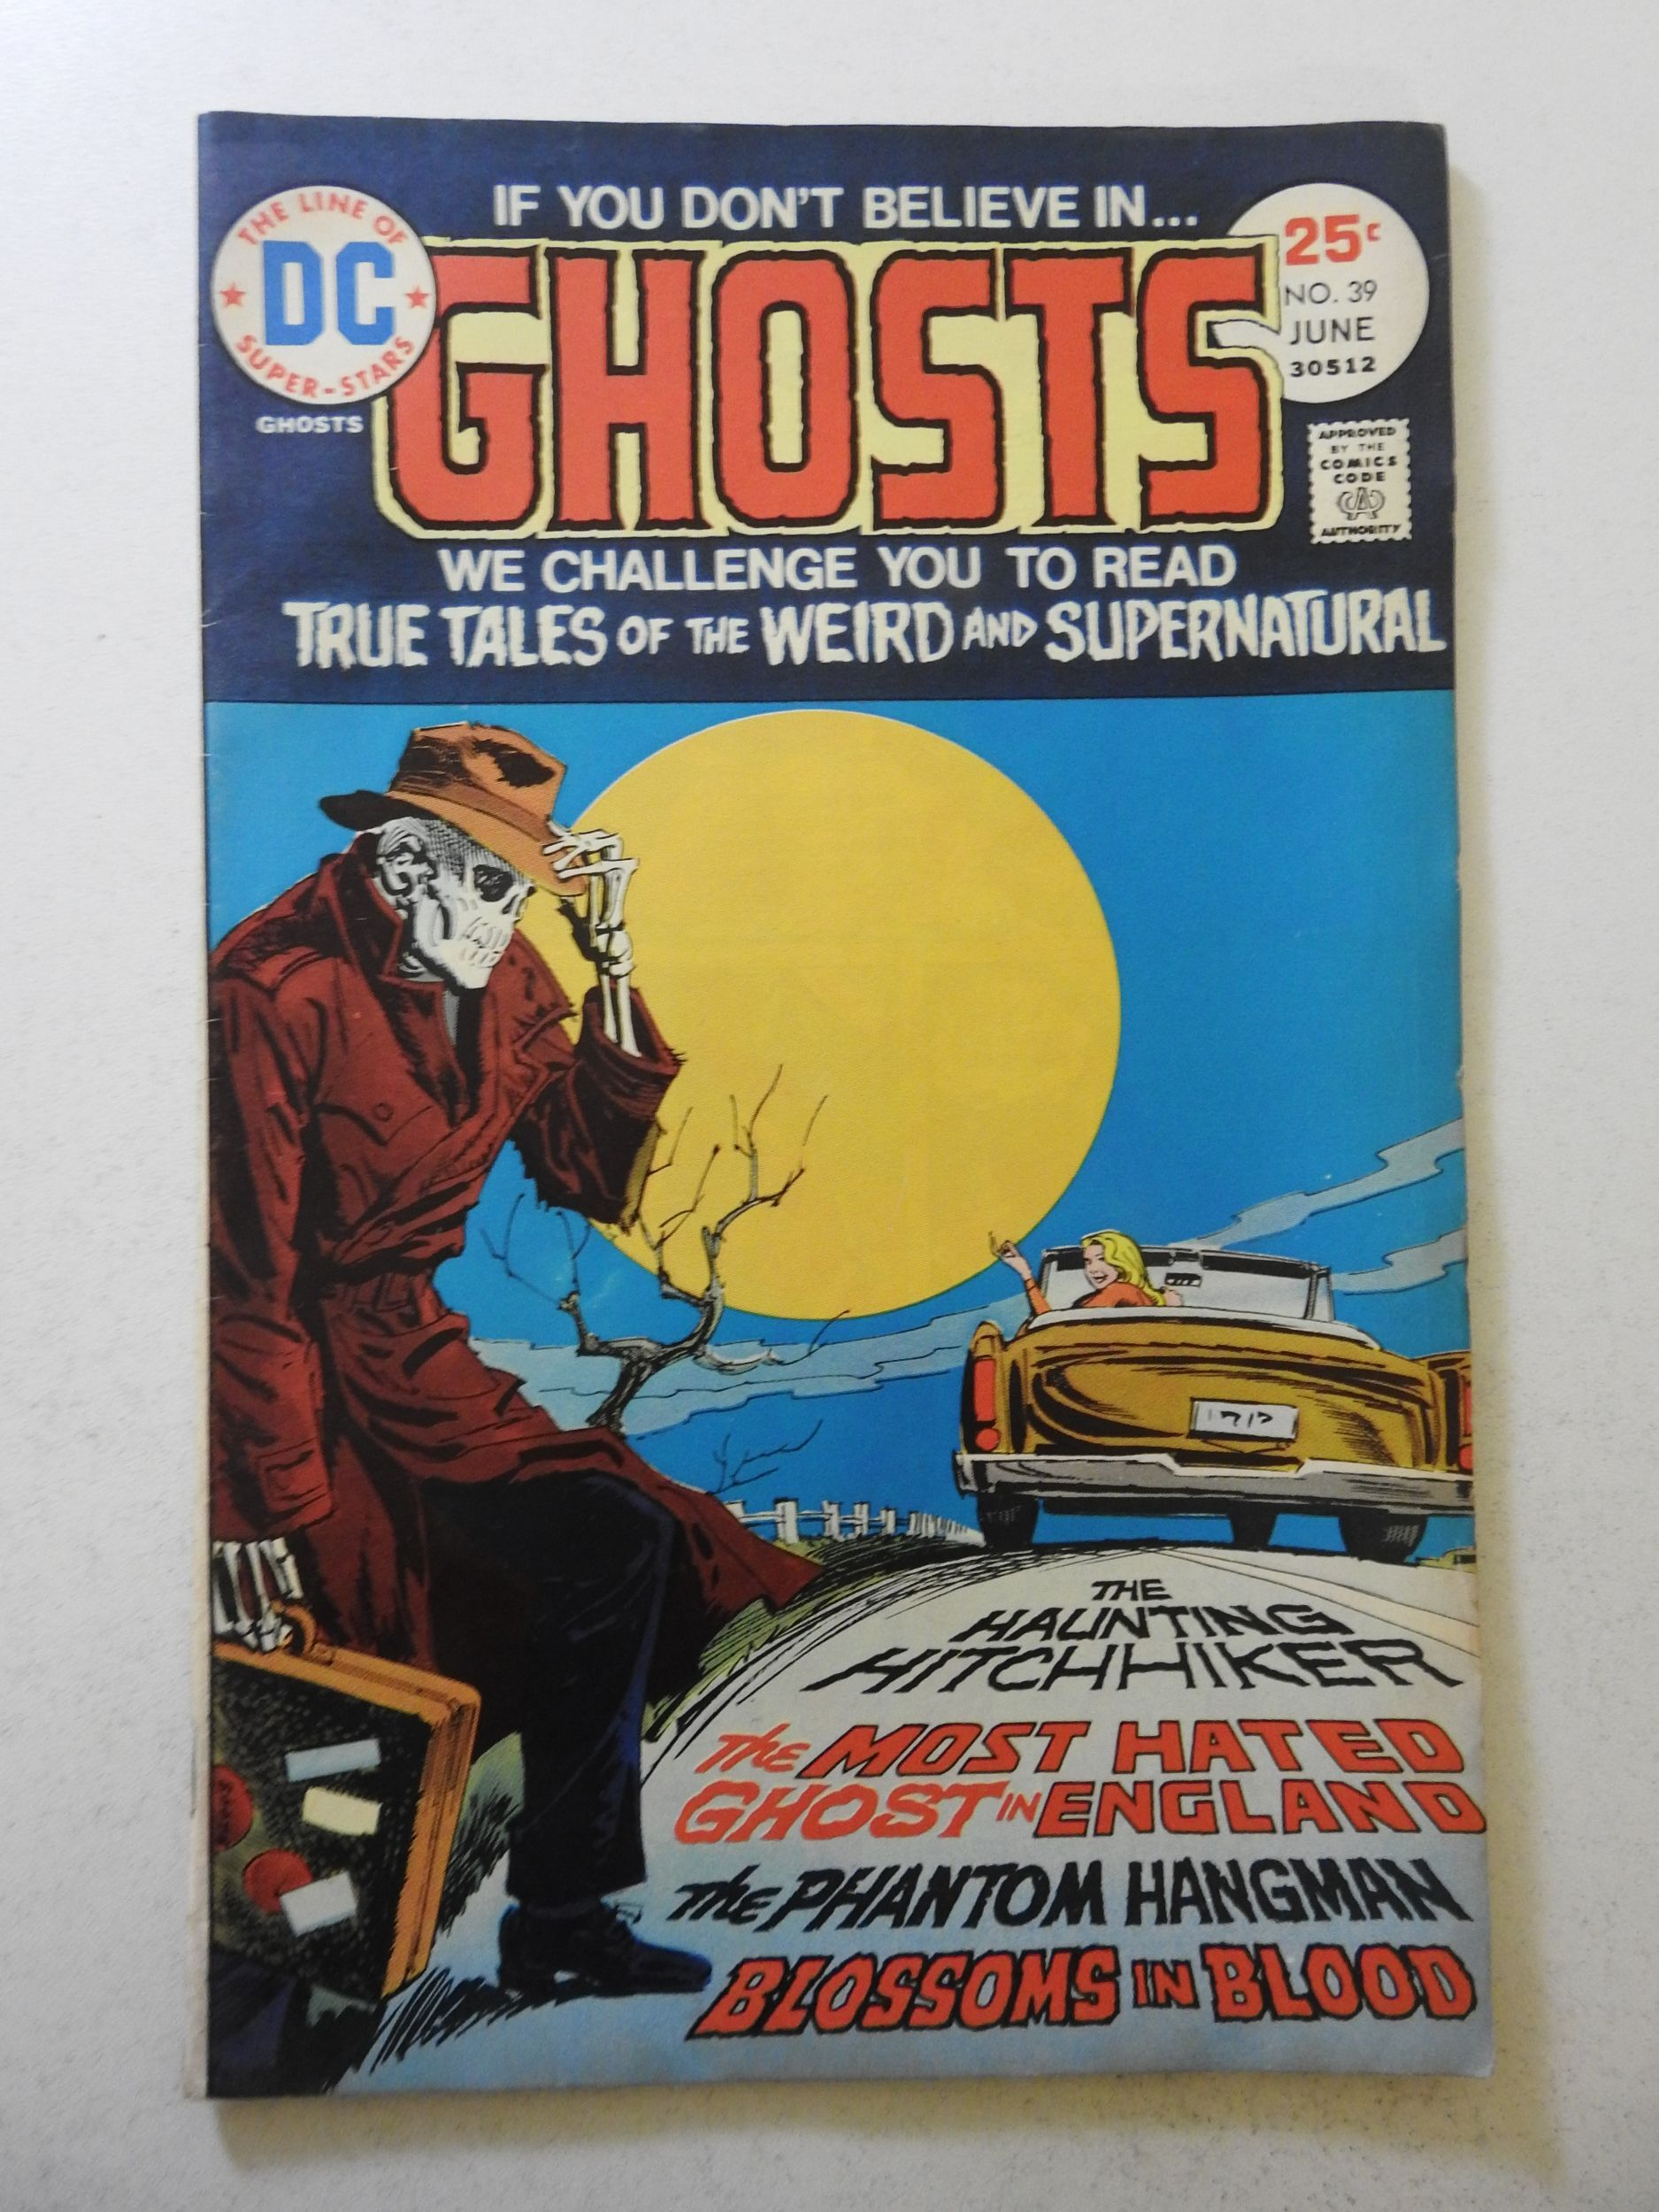 IF YOU DON'T BELIEVE IN...
THE LINE OF
DC
SUPER-STARS
GHOSTS
25¢
NO. 39
JUNE
30512
GHOSTS
APPROVED
BY THE
COMICS
CODE
CA
AUTHORITY
WE CHALLENGE YOU TO READ
TRUE TALES OF THE WEIRD AND SUPERNATURAL
THE
HAUNTING
HITCHHIKER
The MOST HATED
GHOST IN ENGLAND
The PHANTOM HANGMAN
BLOSSOMS IN BLOOD